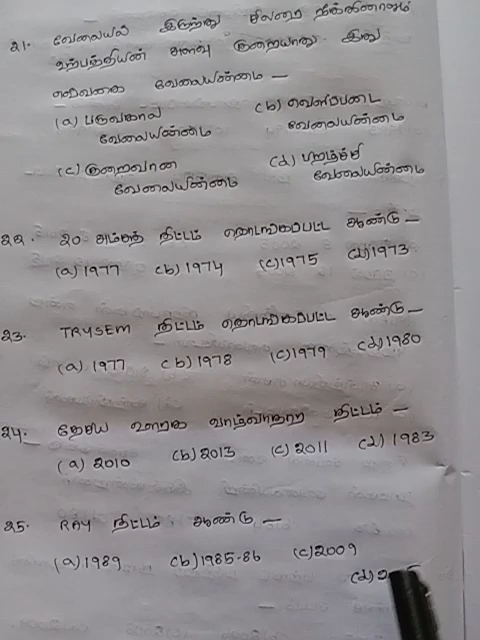 21. வேலையில் இருந்து சிலரை நீக்கினாலும்
உற்பத்தியின் அளவு குறையாது இது
எவ்வகை வேலையின்மை —
(a) பருவகால வேலையின்மை (b) வெளிப்படை வேலையின்மை
(c) குறைவான வேலையின்மை (d) மறைமுக வேலையின்மை
22. 20 அம்சத் திட்டம் தொடங்கப்பட்ட ஆண்டு —
(a) 1977 (b) 1974 (c) 1975 (d) 1973
23. TRYSEM திட்டம் தொடங்கப்பட்ட ஆண்டு —
(a) 1977 (b) 1978 (c) 1979 (d) 1980
24. தேசிய ஊரக வாழ்வாதார திட்டம் —
(a) 2010 (b) 2013 (c) 2011 (d) 1983
25. RAY திட்டம் ஆண்டு —
(a) 1989 (b) 1985-86 (c) 2009
(d)